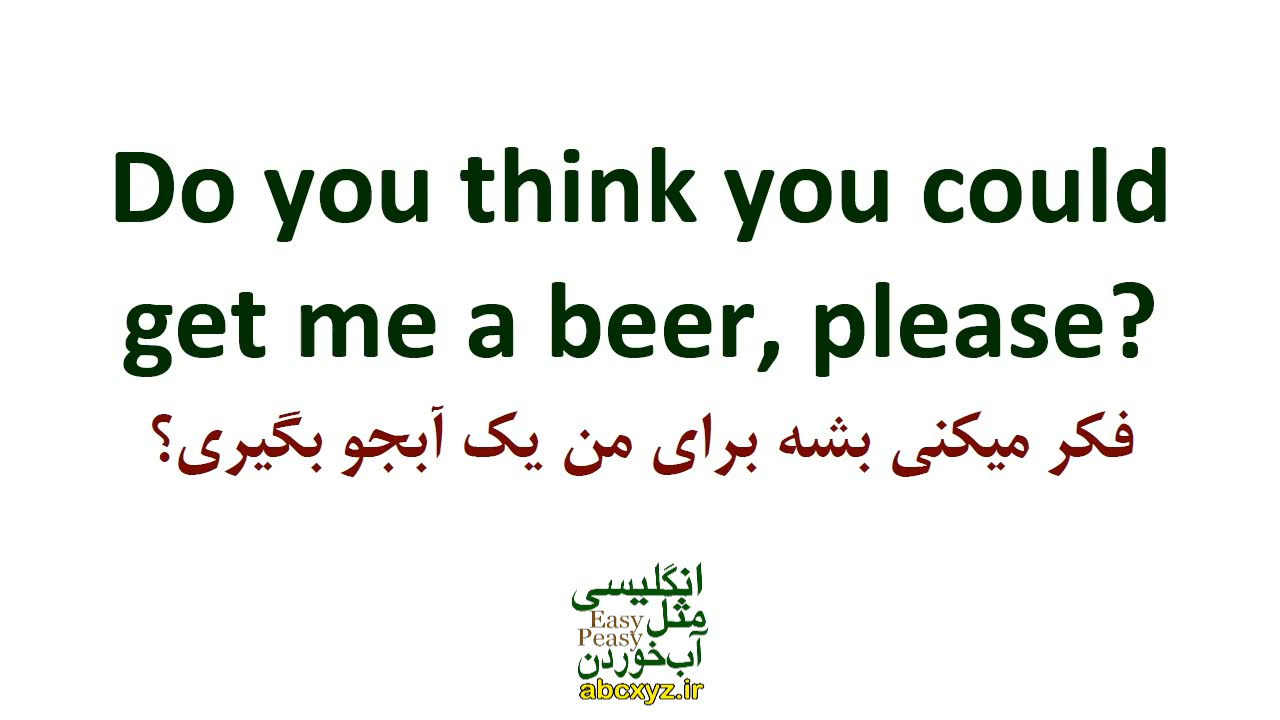 Do you think you could
get me a beer, please?
فکر میکنی بشه برای من یک آبجو بگیری؟
انگلیسی
مثل
Easy
Peasy
آب‌خوردن
abcxyz.ir